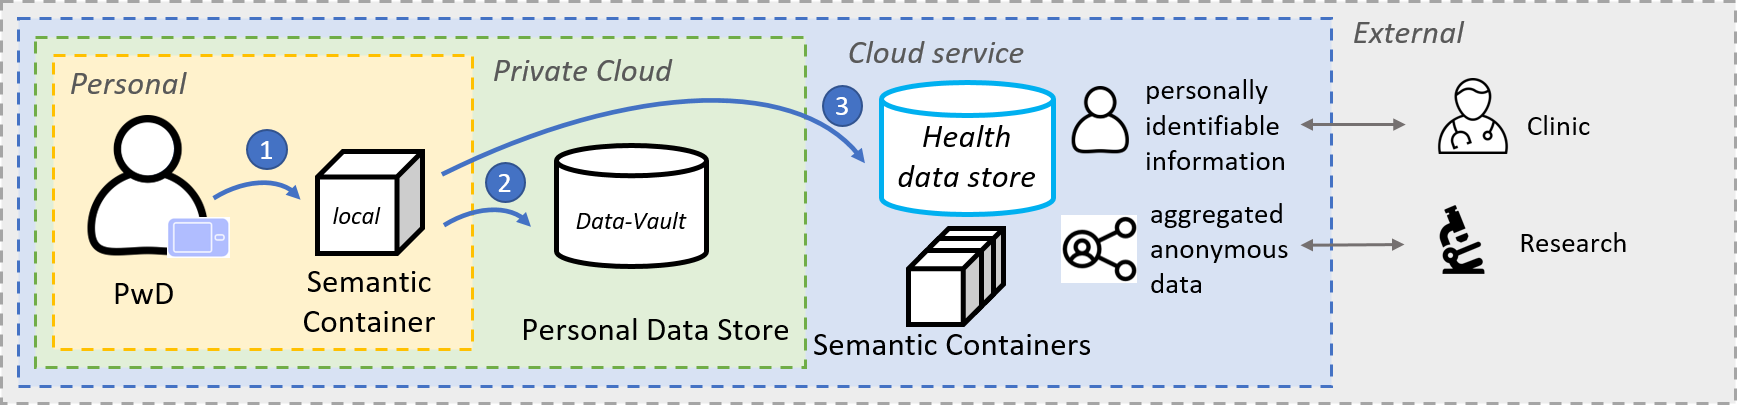 Personal
PwD
1
local
Semantic
Container
Private Cloud
2
Data-Vault
Personal Data Store
Cloud service
3
Health
data store
Semantic Containers
personally
identifiable
information
aggregated
anonymous
data
External
Clinic
Research